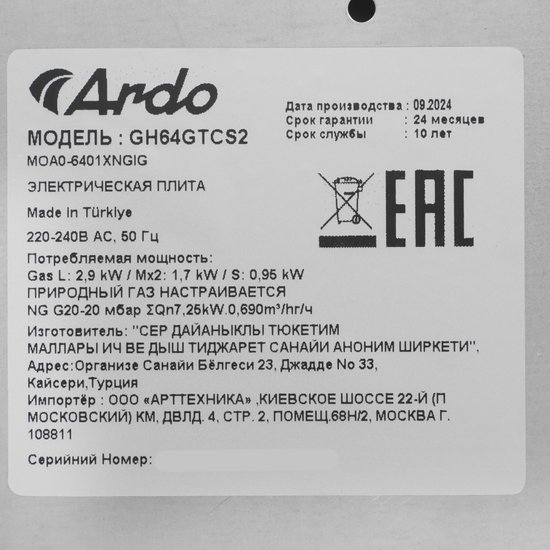 Ardo
Дата производства : 09.2024
Срок гарантии : 24 месяцев
Срок службы : 10 лет
МОДЕЛЬ : GH64GTCS2
MOA0-6401XNGIG
ЭЛЕКТРИЧЕСКАЯ ПЛИТА
Made in Türkiye
220-240В AC, 50 Гц
EAC
Потребляемая мощность:
Gas L: 2,9 kW / Mx2: 1,7 kW / S: 0,95 kW
ПРИРОДНЫЙ ГАЗ НАСТРАИВАЕТСЯ
NG G20-20 мбар ΣQn7,25kW.0,690m³/hr/ч
Изготовитель: "СЕР ДАЙАНЫКЛЫ ТЮКЕТИМ
МАЛЛАРЫ ИЧ ВЕ ДЫШ ТИДЖАРЕТ САНАЙИ АНОНИМ ШИРКЕТИ",
Адрес:Организе Санайи Бёлгеси 23, Джадде No 33,
Кайсери,Турция
Импортёр : ООО «АРТТЕХНИКА» ,КИЕВСКОЕ ШОССЕ 22-Й (П
МОСКОВСКИЙ) КМ, ДВЛД. 4, СТР. 2, ПОМЕЩ.68Н/2, МОСКВА Г.
108811
Серийний Номер: